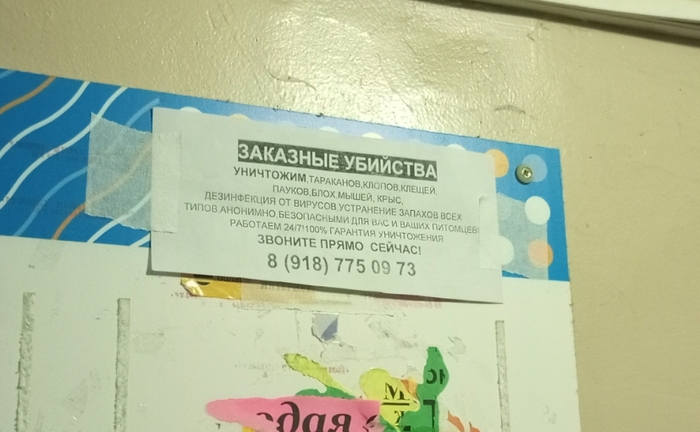 ЗАКАЗНЫЕ УБИЙСТВА
УНИЧТОЖИМ,ТАРАКАНОВ,КЛОПОВ,КЛЕЩЕЙ,
ПАУКОВ,БЛОХ,МЫШЕЙ, КРЫС,
ДЕЗИНФЕКЦИЯ ОТ ВИРУСОВ,УСТРАНЕНИЕ ЗАПАХОВ ВСЕХ
ТИПОВ.АНОНИМНО,БЕЗОПАСНЫМИ ДЛЯ ВАС И ВАШИХ ПИТОМЦЕВ!
РАБОТАЕМ 24/7!100% ГАРАНТИЯ УНИЧТОЖЕНИЯ
ЗВОНИТЕ ПРЯМО СЕЙЧАС!
8 (918) 775 09 73